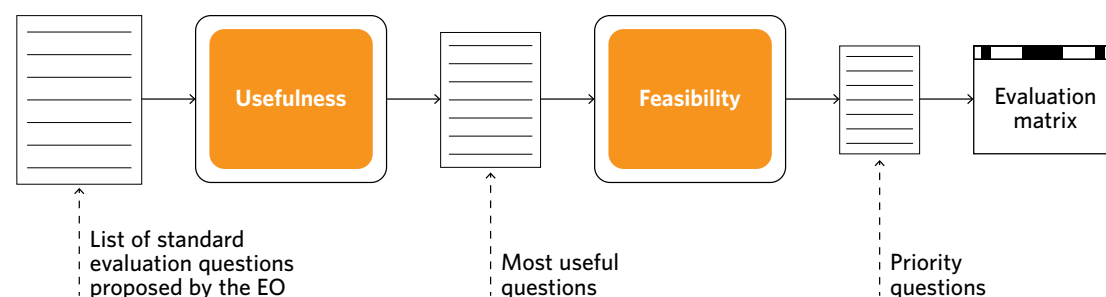 Usefulness
Feasibility
Evaluation
matrix
List of standard
evaluation questions
proposed by the EO
Most useful
questions
Priority
questions